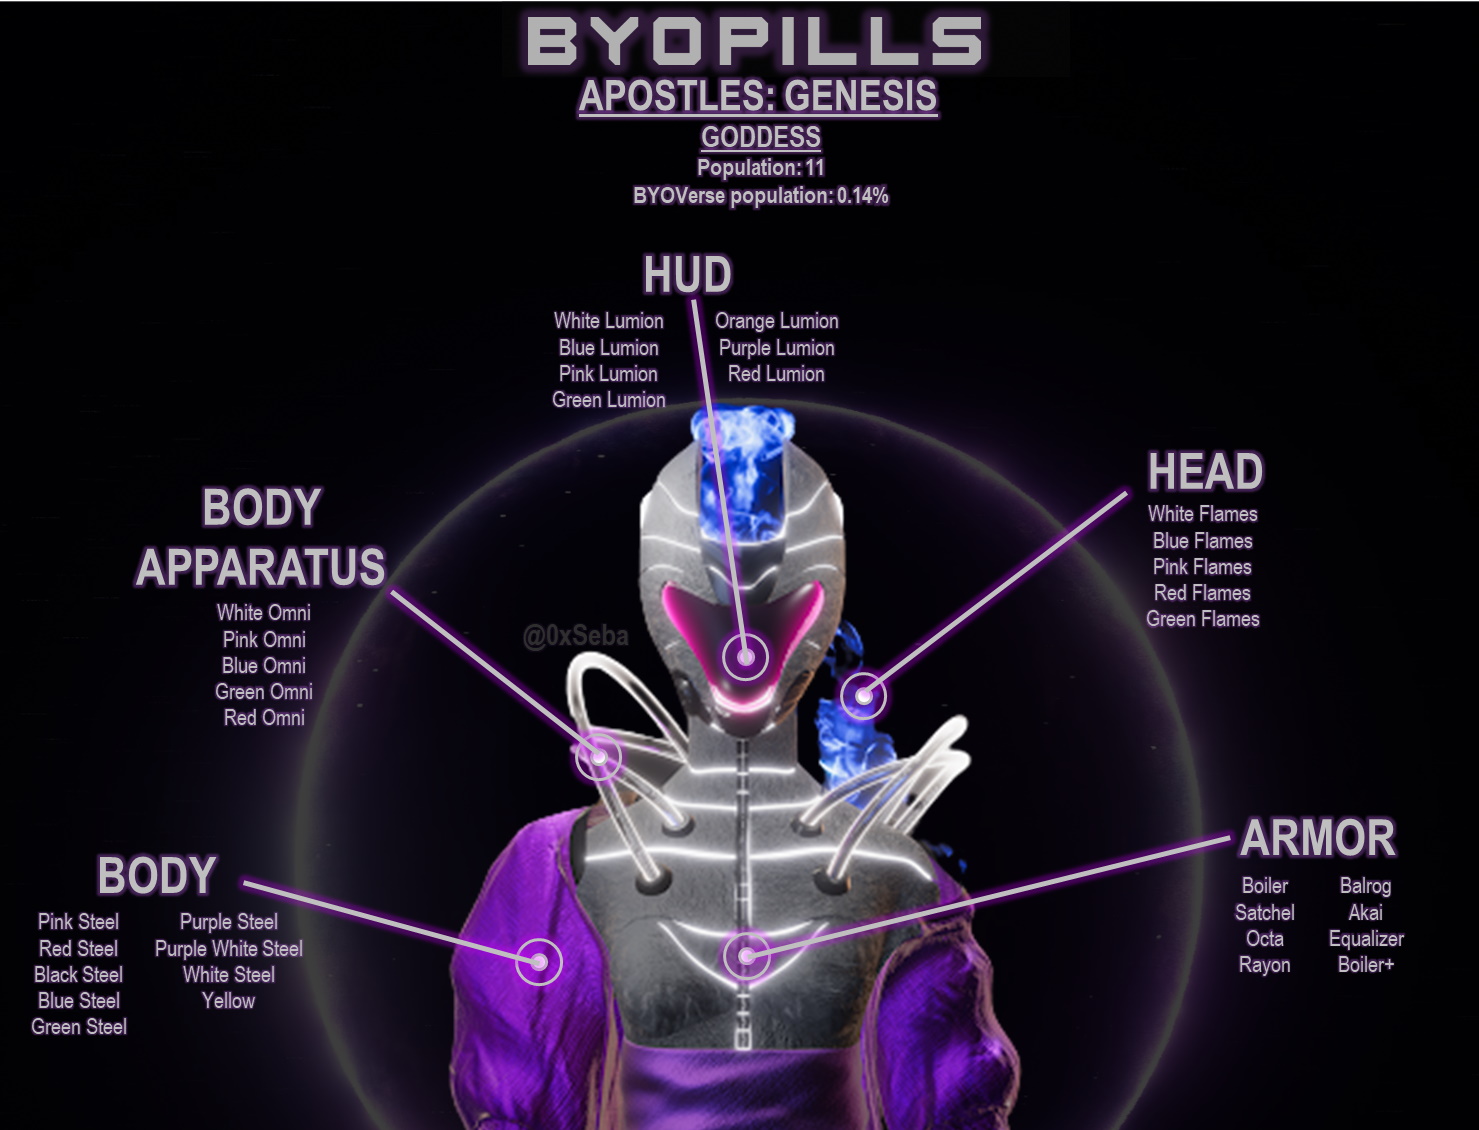 BYOPILLS
APOSTLES: GENESIS
GODDESS
Population: 11
BYOVerse population: 0.14%
HUD
White Lumion
Blue Lumion
Pink Lumion
Green Lumion
Orange Lumion
Purple Lumion
Red Lumion
HEAD
White Flames
Blue Flames
Pink Flames
Red Flames
Green Flames
BODY
APPARATUS
White Omni
Pink Omni
Blue Omni
Green Omni
Red Omni
@0xSeba
BODY
Pink Steel
Red Steel
Black Steel
Blue Steel
Green Steel
Purple Steel
Purple White Steel
White Steel
Yellow
ARMOR
Boiler
Satchel
Octa
Rayon
Balrog
Akai
Equalizer
Boiler+